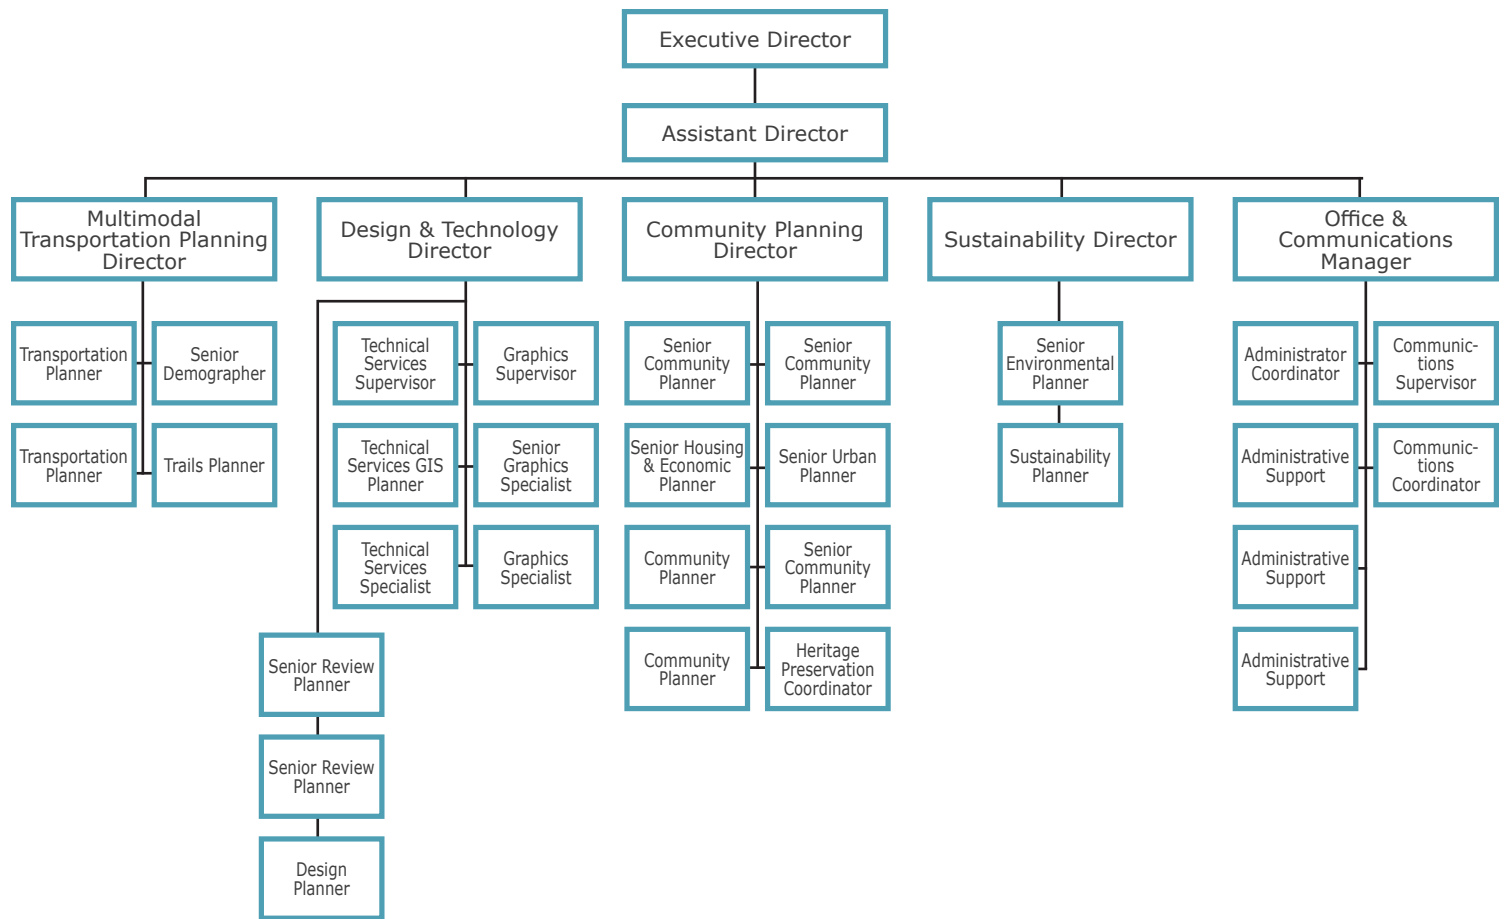 Executive Director
Assistant Director
Multimodal
Transportation Planning
Director
Design & Technology
Director
Community Planning
Director
Sustainability Director
Office &
Communications
Manager
Transportation
Planner
Senior
Demographer
Transportation
Planner
Trails Planner
Technical
Services
Supervisor
Graphics
Supervisor
Technical
Services GIS
Planner
Senior
Graphics
Specialist
Technical
Services
Specialist
Graphics
Specialist
Senior Review
Planner
Senior Review
Planner
Design
Planner
Senior
Community
Planner
Senior
Community
Planner
Senior Housing
& Economic
Planner
Senior Urban
Planner
Community
Planner
Senior
Community
Planner
Community
Planner
Heritage
Preservation
Coordinator
Senior
Environmental
Planner
Sustainability
Planner
Administrator
Coordinator
Communic-
tions
Supervisor
Administrative
Support
Communic-
tions
Coordinator
Administrative
Support
Administrative
Support